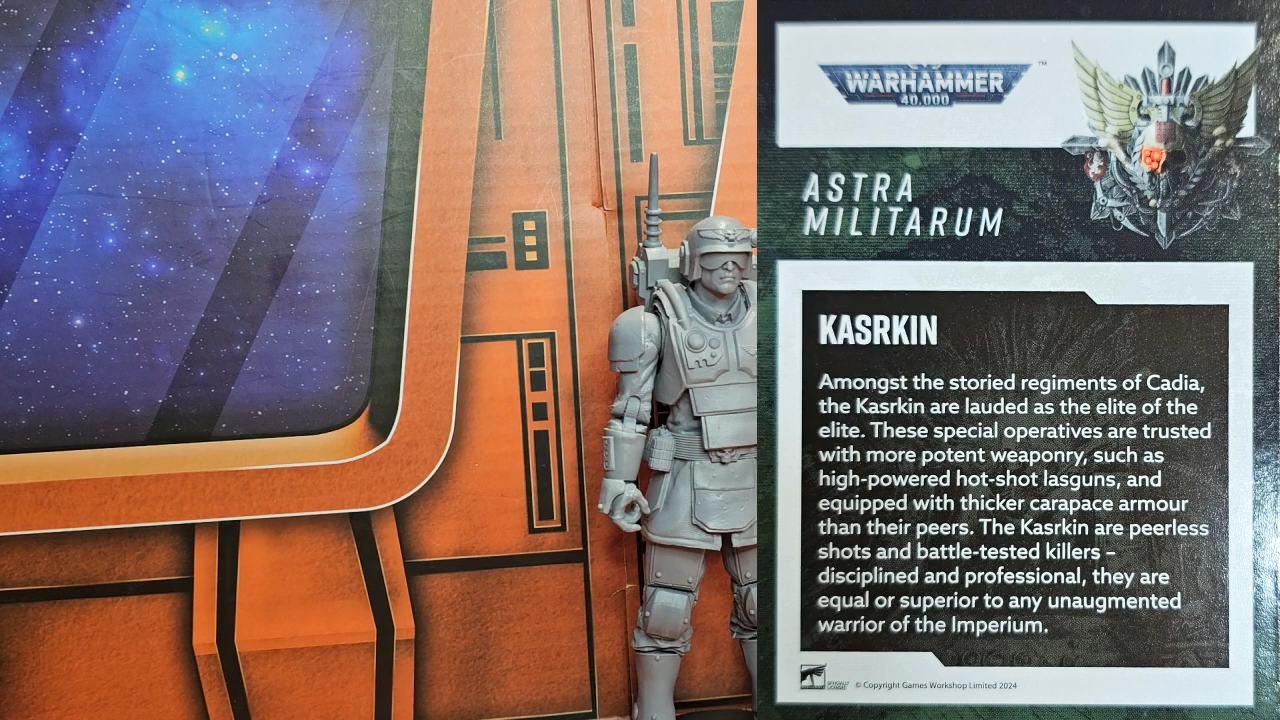 WARHAMMER
40,000
TM
ASTRA
MILITARUM
KASRKIN
Amongst the storied regiments of Cadia,
the Kasrkin are lauded as the elite of the
elite. These special operatives are trusted
with more potent weaponry, such as
high-powered hot-shot lasguns, and
equipped with thicker carapace armour
than their peers. The Kasrkin are peerless
shots and battle-tested killers –
disciplined and professional, they are
equal or superior to any unaugmented
warrior of the Imperium.
OFFICIALLY
LICENSED
© Copyright Games Workshop Limited 2024